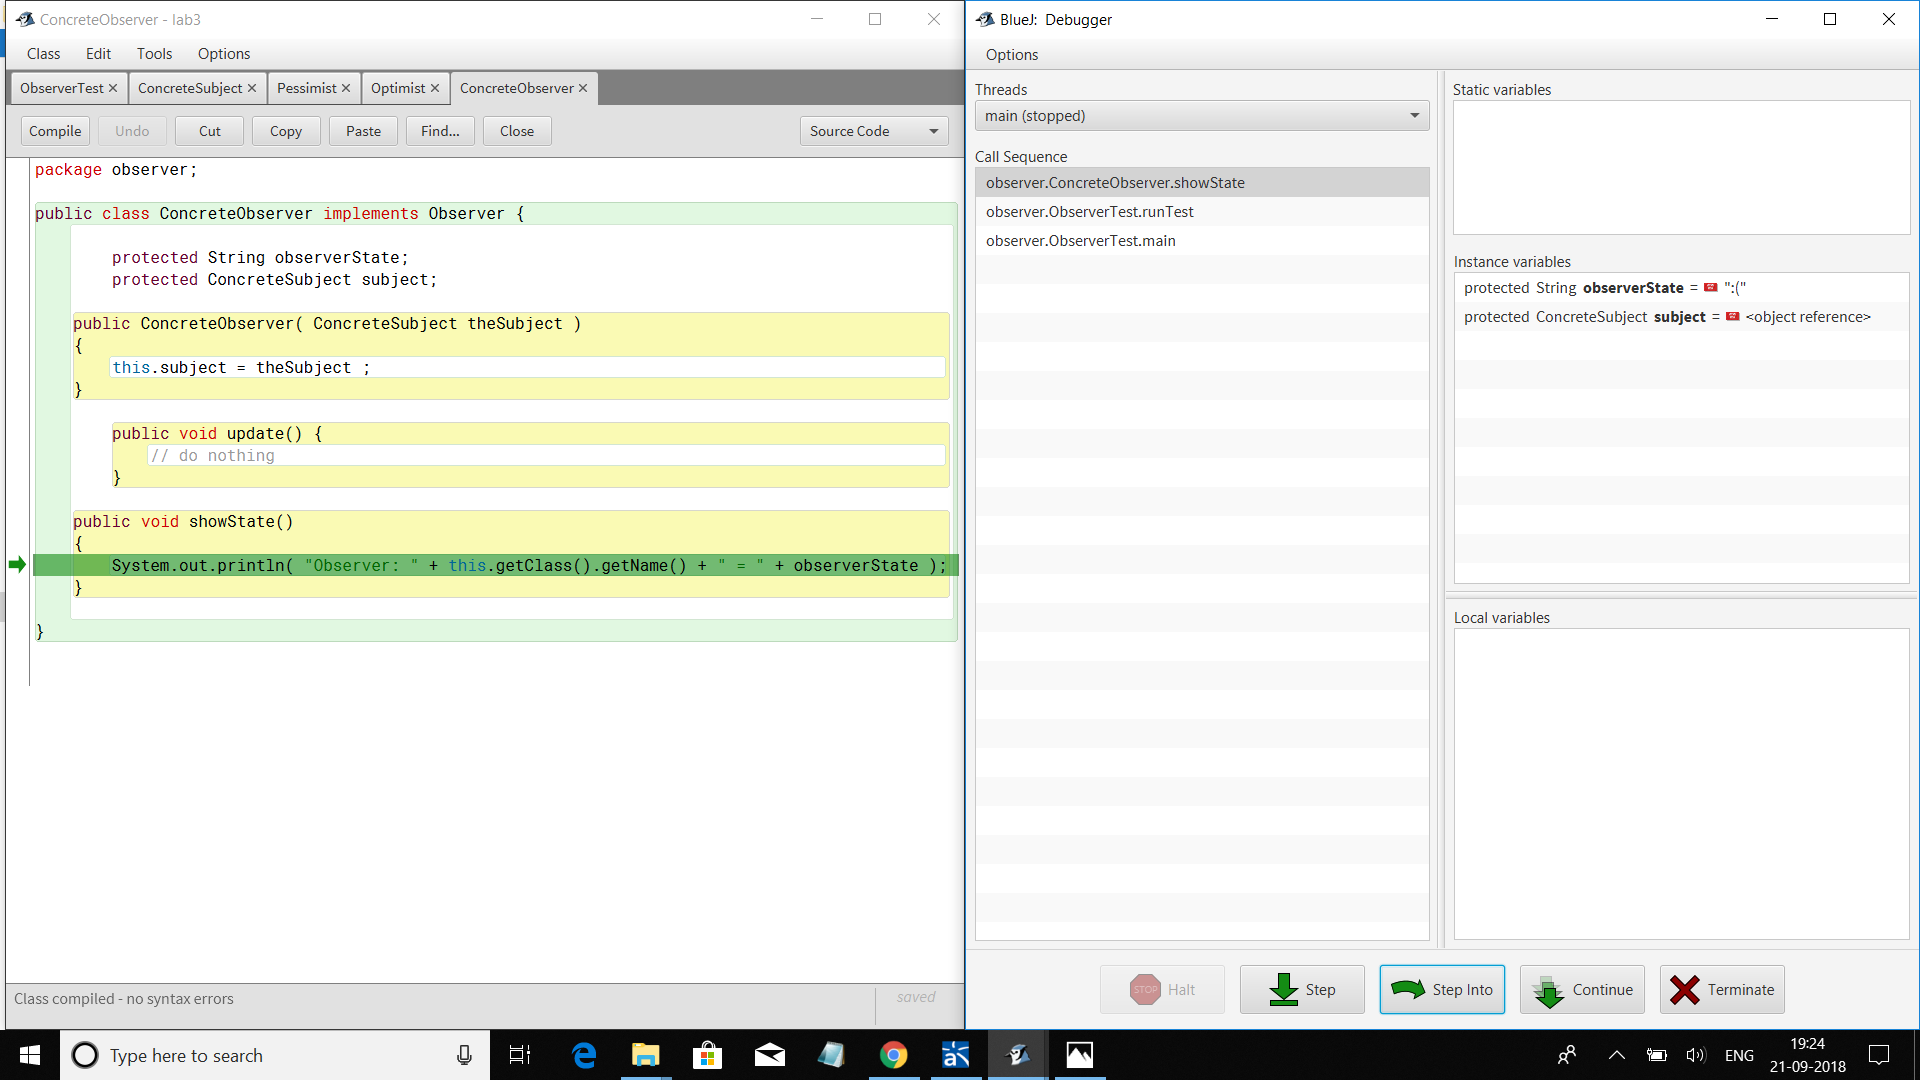 ConcreteObserver - lab3
Class Edit Tools Options
ObserverTest ConcreteSubject Pessimist Optimist ConcreteObserver
Compile Undo Cut Copy Paste Find... Close Source Code
package observer;
public class ConcreteObserver implements Observer {
protected String observerState;
protected ConcreteSubject subject;
public ConcreteObserver( ConcreteSubject theSubject )
{
this.subject = theSubject ;
}
public void update() {
// do nothing
}
public void showState()
{
System.out.println( "Observer: " + this.getClass().getName() + " = " + observerState );
}
}
Class compiled - no syntax errors
saved
BlueJ: Debugger
Options
Threads
main (stopped)
Call Sequence
observer.ConcreteObserver.showState
observer.ObserverTest.runTest
observer.ObserverTest.main
Static variables
Instance variables
protected String observerState = ":("
protected ConcreteSubject subject = <object reference>
Local variables
STOP Halt Step Step Into Continue Terminate
Type here to search
ENG
19:24
21-09-2018